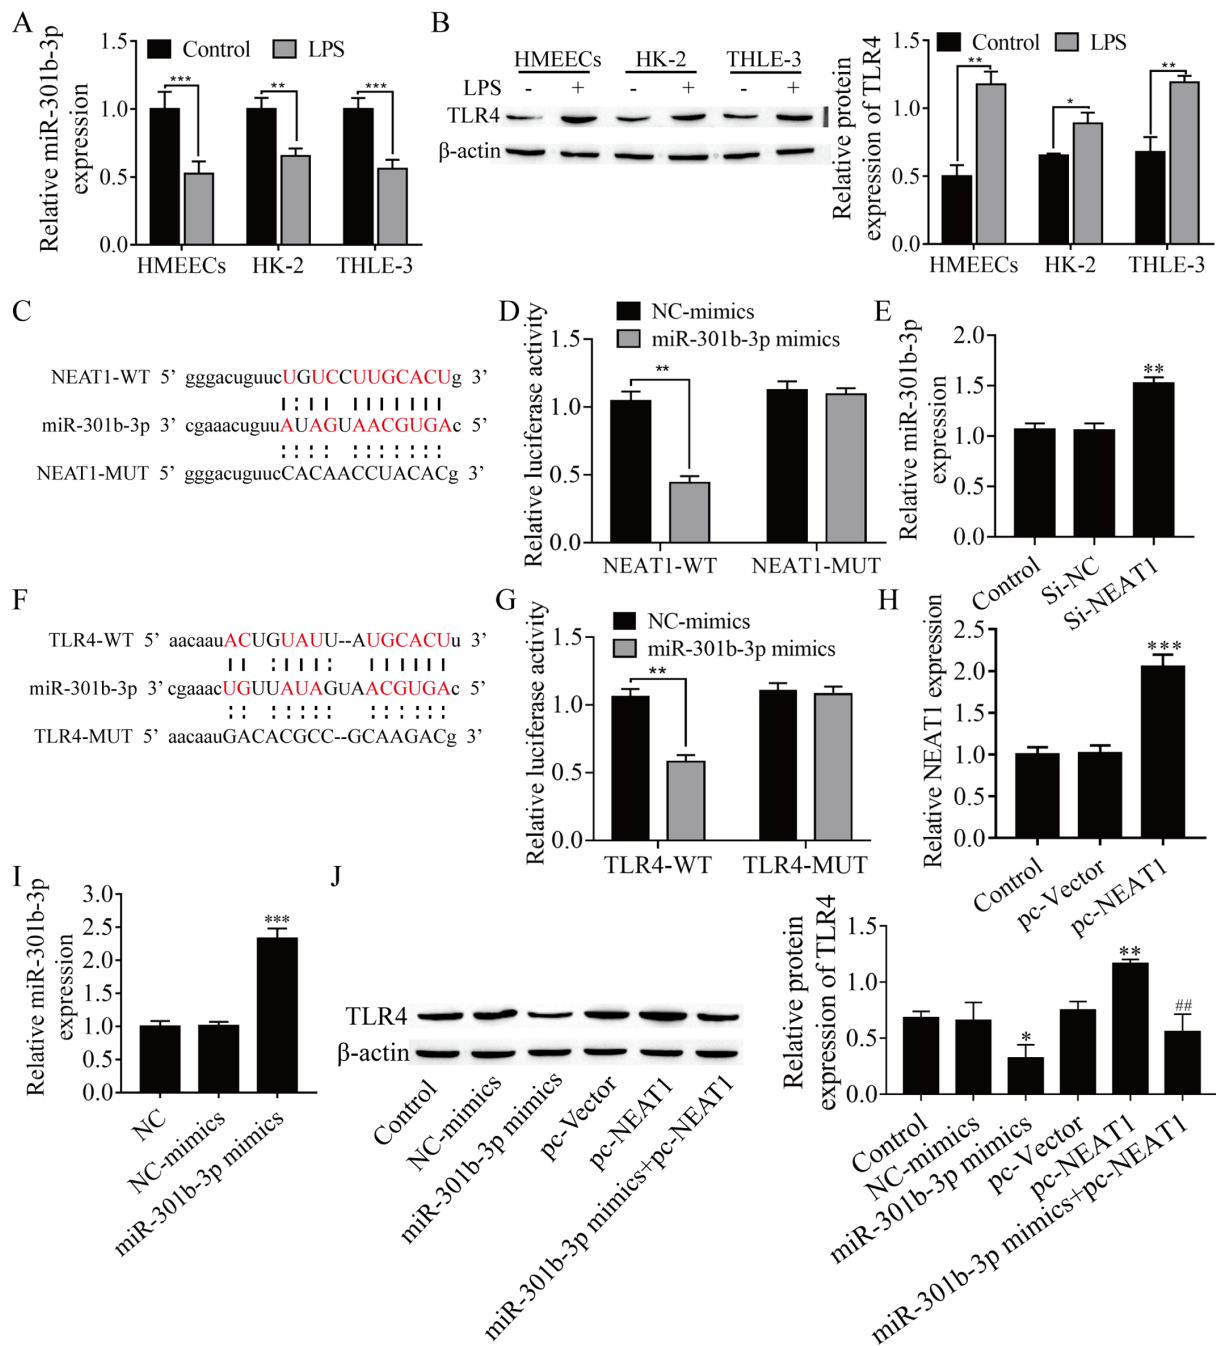 A
Relative miR-301b-3p
expression
Control
LPS
1.5
1.0
0.5
0.0
***
**
***
HMEECs
HK-2
THLE-3
B
HMEECs
HK-2
THLE-3
LPS
- + - + - +
TLR4
β-actin
Relative protein
expression of TLR4
Control
LPS
1.5
1.0
0.5
0.0
**
*
**
HMEECs
HK-2
THLE-3
C
NEAT1-WT 5’ gggacuguucUGUCCUUGCACUg 3’
miR-301b-3p 3’ cgaaacuguuAUAGUAACGUGAc 5’
NEAT1-MUT 5’ gggacuguucCACAACCUACACg 3’
D
Relative luciferase activity
NC-mimics
miR-301b-3p mimics
1.5
1.0
0.5
0.0
**
NEAT1-WT
NEAT1-MUT
E
Relative miR-301b-3p
expression
2.0
1.5
1.0
0.5
0.0
**
Control
Si-NC
Si-NEAT1
F
TLR4-WT 5’ aacaauACUGUAUU--AUGCACUu 3’
miR-301b-3p 3’ cgaaacUGUUAUAGUAACGUGAc 5’
TLR4-MUT 5’ aacaauGACACGCC--GCAAGACg 3’
G
Relative luciferase activity
NC-mimics
miR-301b-3p mimics
1.5
1.0
0.5
0.0
**
TLR4-WT
TLR4-MUT
H
Relative NEAT1 expression
2.5
2.0
1.5
1.0
0.5
0.0
***
Control
pc-Vector
pc-NEAT1
I
Relative miR-301b-3p
expression
3.0
2.5
2.0
1.5
1.0
0.5
0.0
***
NC
NC-mimics
miR-301b-3p mimics
J
TLR4
β-actin
Control
NC-mimics
miR-301b-3p mimics
pc-Vector
pc-NEAT1
miR-301b-3p mimics+pc-NEAT1
Relative protein
expression of TLR4
1.5
1.0
0.5
0.0
*
**
##
Control
NC-mimics
miR-301b-3p mimics
pc-Vector
pc-NEAT1
miR-301b-3p mimics+pc-NEAT1